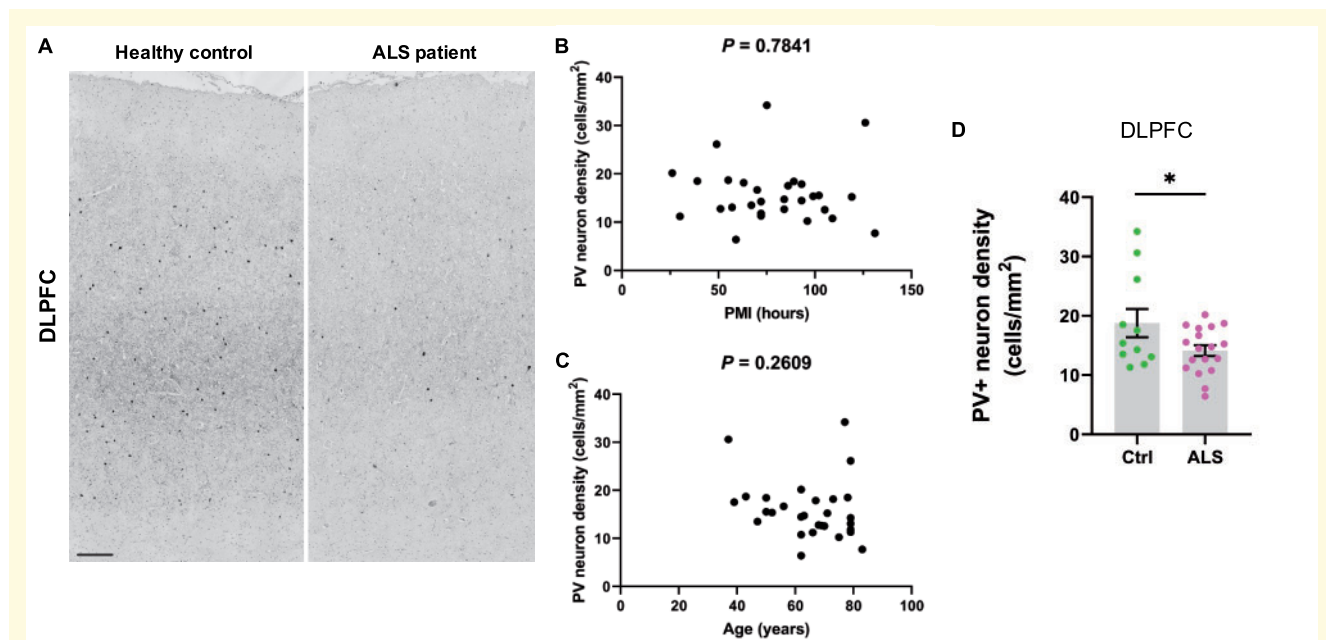 A
Healthy control
ALS patient
DLPFC
B
P = 0.7841
PV neuron density (cells/mm²)
40
30
20
10
0
0 50 100 150
PMI (hours)
C
P = 0.2609
PV neuron density (cells/mm²)
40
30
20
10
0
0 20 40 60 80 100
Age (years)
D
DLPFC
*
PV+ neuron density
(cells/mm²)
40
30
20
10
0
Ctrl ALS